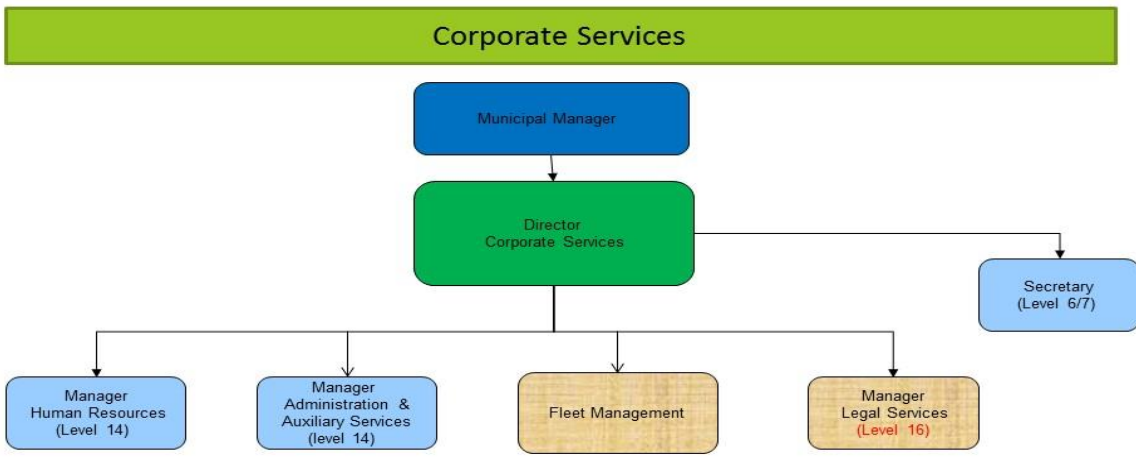 Corporate Services
Municipal Manager
Director
Corporate Services
Secretary
(Level 6/7)
Manager
Human Resources
(Level 14)
Manager
Administration &
Auxiliary Services
(level 14)
Fleet Management
Manager
Legal Services
(Level 16)